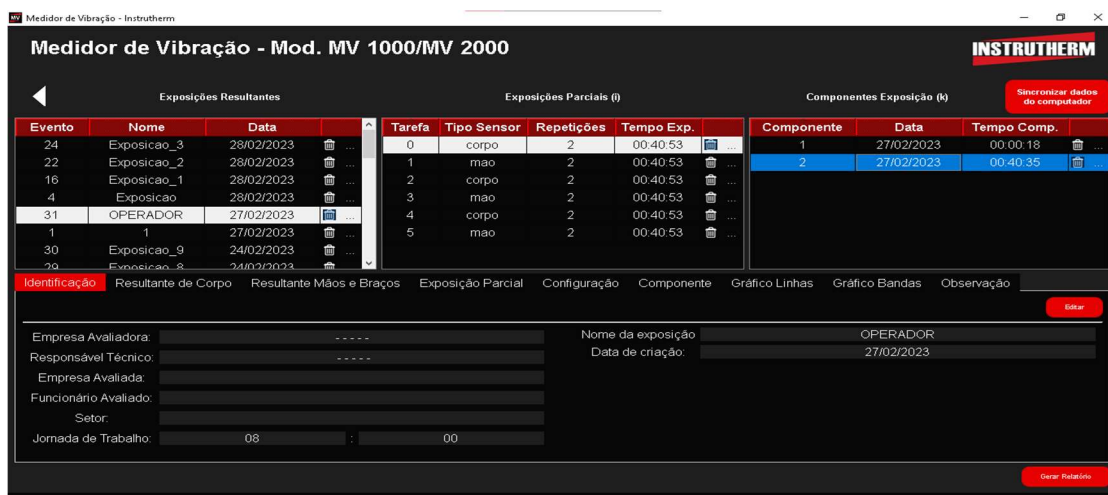 MV Medidor de Vibração - Instrutherm
Medidor de Vibração - Mod. MV 1000/MV 2000
INSTRUTHERM
Exposições Resultantes
Exposições Parciais (i)
Componentes Exposição (k)
Sincronizar dados
do computador
Evento Nome Data
24 Exposicao_3 28/02/2023 ...
22 Exposicao_2 28/02/2023 ...
16 Exposicao_1 28/02/2023 ...
4 Exposicao 28/02/2023 ...
31 OPERADOR 27/02/2023 ...
1 1 27/02/2023 ...
30 Exposicao_9 24/02/2023 ...
29 Exposicao_8 24/02/2023
Tarefa Tipo Sensor Repetições Tempo Exp.
0 corpo 2 00:40:53 ...
1 mao 2 00:40:53 ...
2 corpo 2 00:40:53 ...
3 mao 2 00:40:53 ...
4 corpo 2 00:40:53 ...
5 mao 2 00:40:53 ...
Componente Data Tempo Comp.
1 27/02/2023 00:00:18 ...
2 27/02/2023 00:40:35 ...
Identificação Resultante de Corpo Resultante Mãos e Braços Exposição Parcial Configuração Componente Gráfico Linhas Gráfico Bandas Observação
Editar
Empresa Avaliadora: - - - - -
Responsável Técnico: - - - - -
Empresa Avaliada:
Funcionário Avaliado:
Setor:
Jornada de Trabalho: 08 : 00
Nome da exposição OPERADOR
Data de criação: 27/02/2023
Gerar Relatório